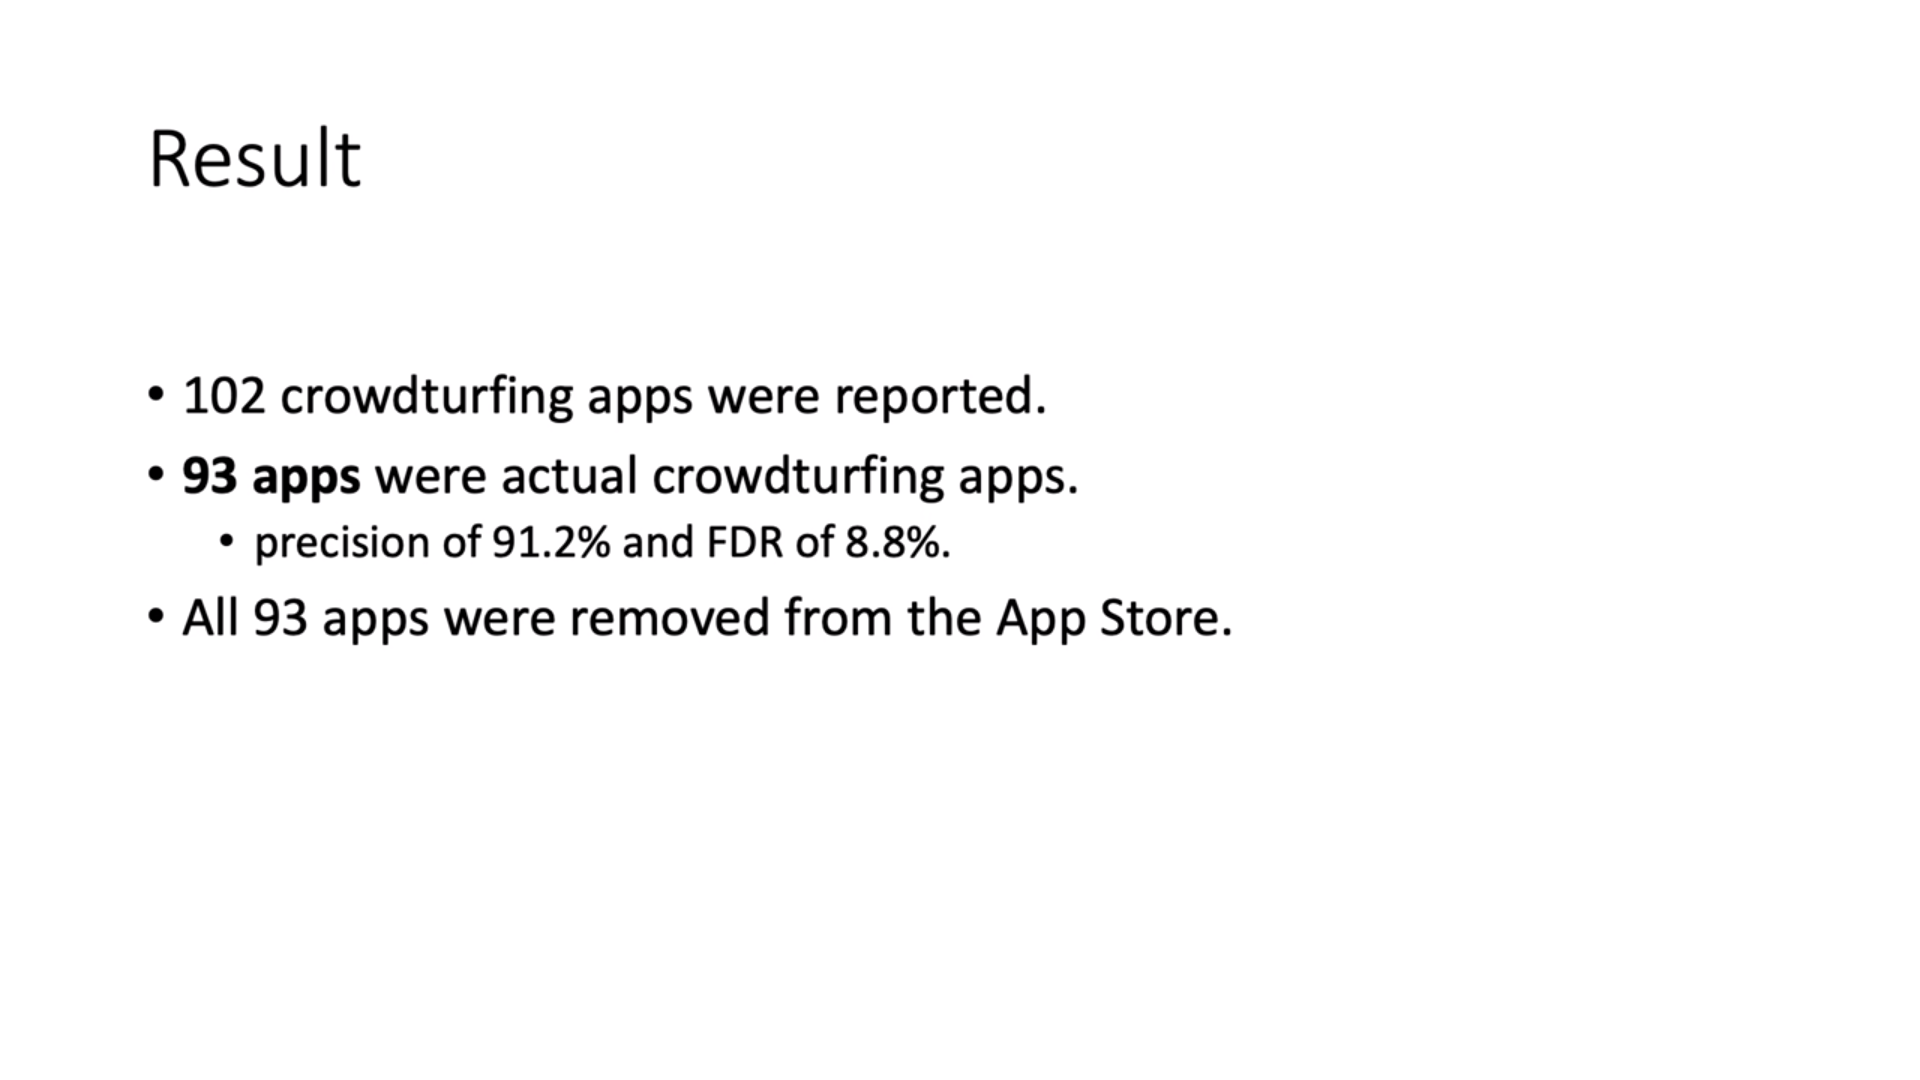 Result
• 102 crowdturfing apps were reported.
• 93 apps were actual crowdturfing apps.
• precision of 91.2% and FDR of 8.8%.
• All 93 apps were removed from the App Store.